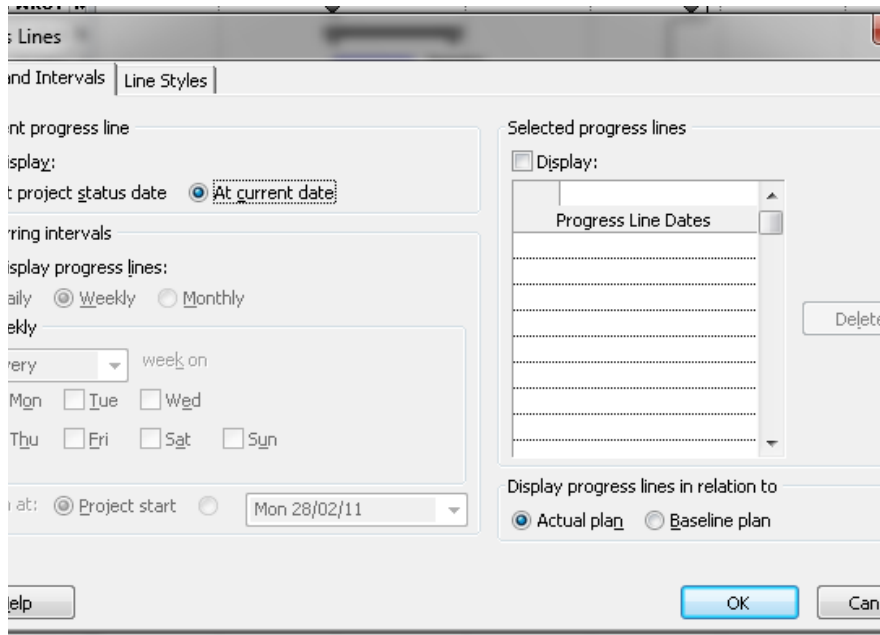 s Lines
and Intervals
Line Styles
nt progress line
isplay:
t project status date
At current date
rring intervals
isplay progress lines:
aily
Weekly
Monthly
ekly
very
week on
Mon
Tue
Wed
Thu
Fri
Sat
Sun
at:
Project start
Mon 28/02/11
Selected progress lines
Display:
Progress Line Dates
Delete
Display progress lines in relation to
Actual plan
Baseline plan
elp
OK
Can